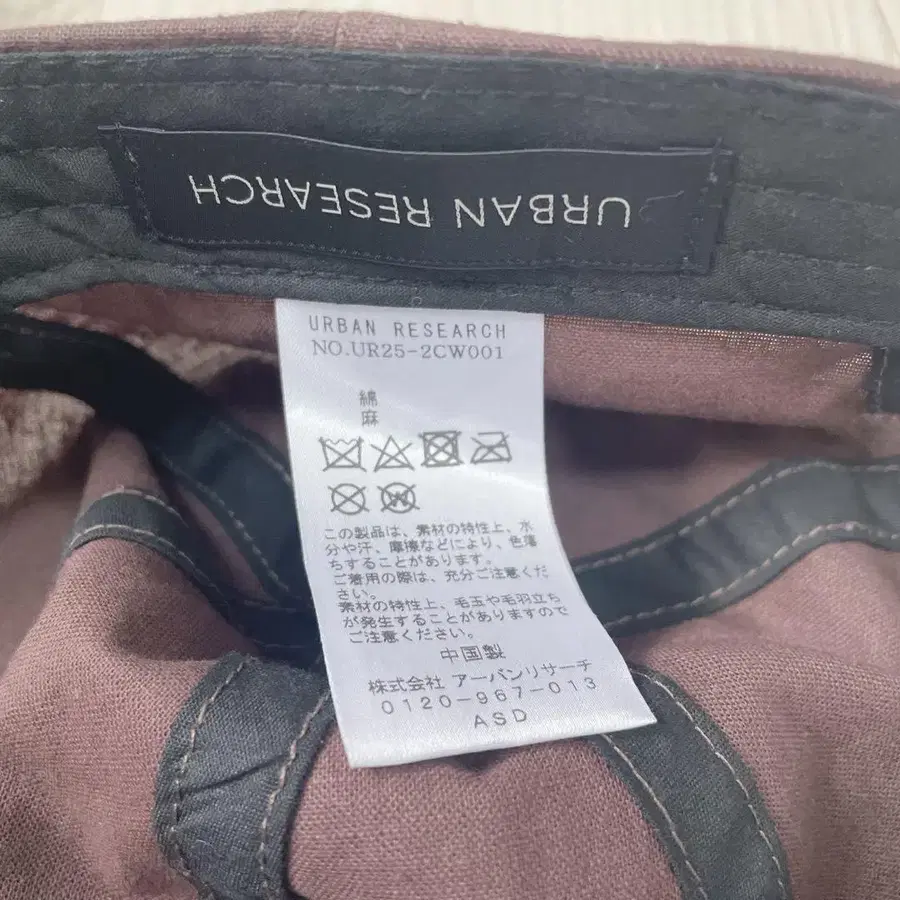 URBAN RESEARCH
URBAN RESEARCH
NO.UR25-2CW001
綿
麻
この製品は、素材の特性上、水
分や汗、摩擦などにより、色落
ちすることがあります。
ご着用の際は、充分ご注意くだ
さい。
素材の特性上、毛玉や毛羽立ち
が発生することがありますので
ご注意ください。
中国製
株式会社 アーバンリサーチ
0120-967-013
ASD